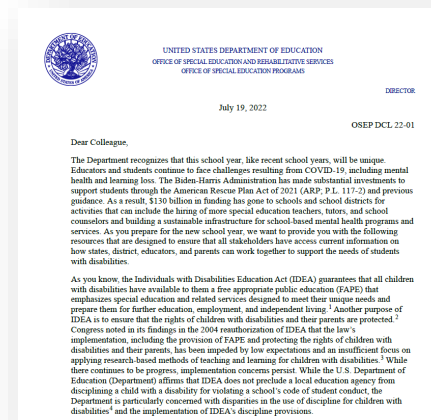 UNITED STATES DEPARTMENT OF EDUCATION
OFFICE OF SPECIAL EDUCATION AND REHABILITATIVE SERVICES
OFFICE OF SPECIAL EDUCATION PROGRAMS
DIRECTOR
July 19, 2022
OSEP DCL 22-01
Dear Colleague,
The Department recognizes that this school year, like recent school years, will be unique.
Educators and students continue to face challenges resulting from COVID-19, including mental
health and learning loss. The Biden-Harris Administration has made substantial investments to
support students through the American Rescue Plan Act of 2021 (ARP; P.L. 117-2) and previous
guidance. As a result, $130 billion in funding has gone to schools and school districts for
activities that can include the hiring of more special education teachers, tutors, and school
counselors and building a sustainable infrastructure for school-based mental health programs and
services. As you prepare for the new school year, we want to provide you with the following
resources that are designed to ensure that all stakeholders have access current information on
how states, district, educators, and parents can work together to support the needs of students
with disabilities.
As you know, the Individuals with Disabilities Education Act (IDEA) guarantees that all children
with disabilities have available to them a free appropriate public education (FAPE) that
emphasizes special education and related services designed to meet their unique needs and
prepare them for further education, employment, and independent living.1 Another purpose of
IDEA is to ensure that the rights of children with disabilities and their parents are protected.2
Congress noted in its findings in the 2004 reauthorization of IDEA that the law's
implementation, including the provision of FAPE and protecting the rights of children with
disabilities and their parents, has been impeded by low expectations and an insufficient focus on
applying research-based methods of teaching and learning for children with disabilities.3 While
there continues to be progress, implementation concerns persist. While the U.S. Department of
Education (Department) affirms that IDEA does not preclude a local education agency from
disciplining a child with a disability for violating a school's code of student conduct, the
Department is particularly concerned with disparities in the use of discipline for children with
disabilities4 and the implementation of IDEA's discipline provisions.